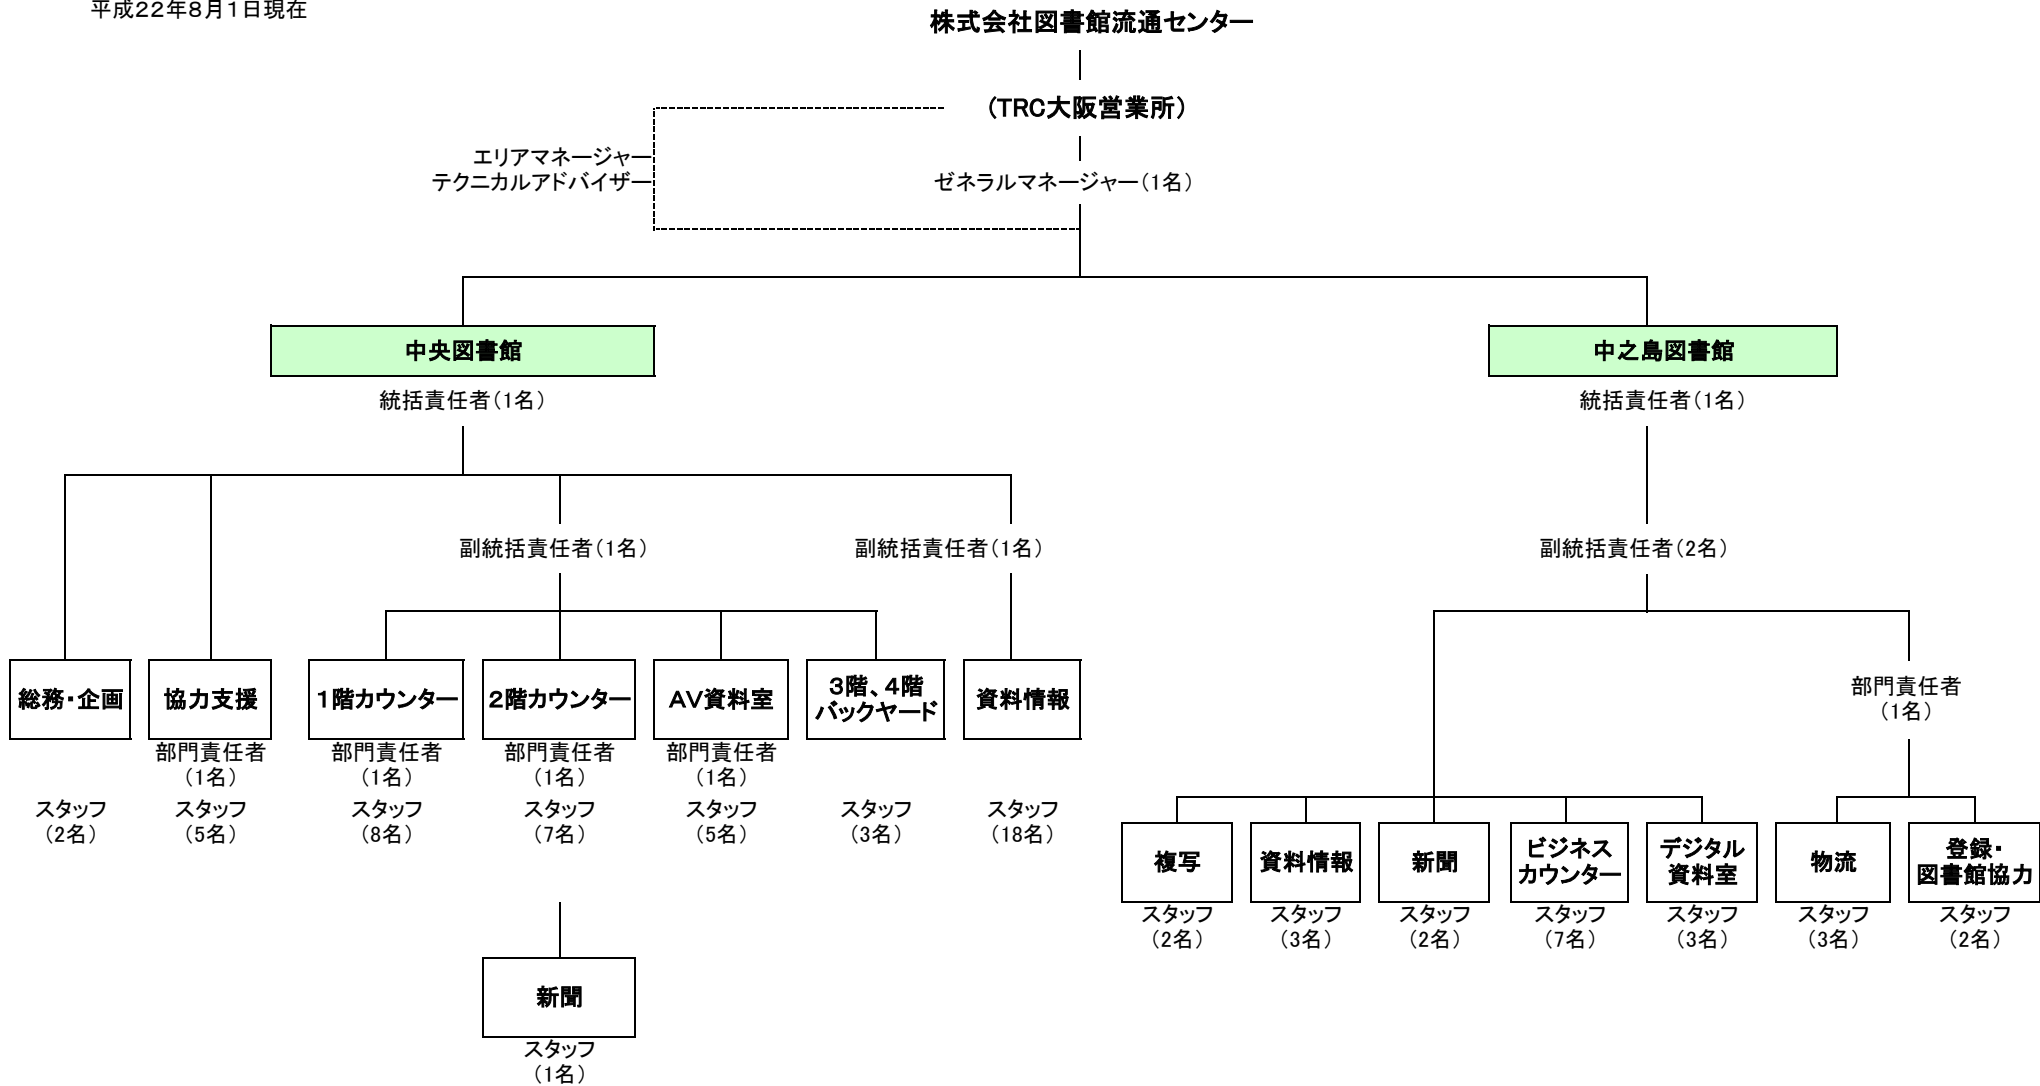 平成22年8月1日現在
株式会社図書館流通センター
(TRC大阪営業所)
エリアマネージャー
テクニカルアドバイザー
ゼネラルマネージャー(1名)
中央図書館
中之島図書館
統括責任者(1名)
統括責任者(1名)
副統括責任者(1名)
副統括責任者(1名)
副統括責任者(2名)
総務・企画
協力支援
1階カウンター
2階カウンター
AV資料室
3階、4階
バックヤード
資料情報
部門責任者
(1名)
部門責任者
(1名)
部門責任者
(1名)
部門責任者
(1名)
部門責任者
(1名)
スタッフ
(2名)
スタッフ
(5名)
スタッフ
(8名)
スタッフ
(7名)
スタッフ
(5名)
スタッフ
(3名)
スタッフ
(18名)
複写
資料情報
新聞
ビジネス
カウンター
デジタル
資料室
物流
登録・
図書館協力
スタッフ
(2名)
スタッフ
(3名)
スタッフ
(2名)
スタッフ
(7名)
スタッフ
(3名)
スタッフ
(3名)
スタッフ
(2名)
新聞
スタッフ
(1名)